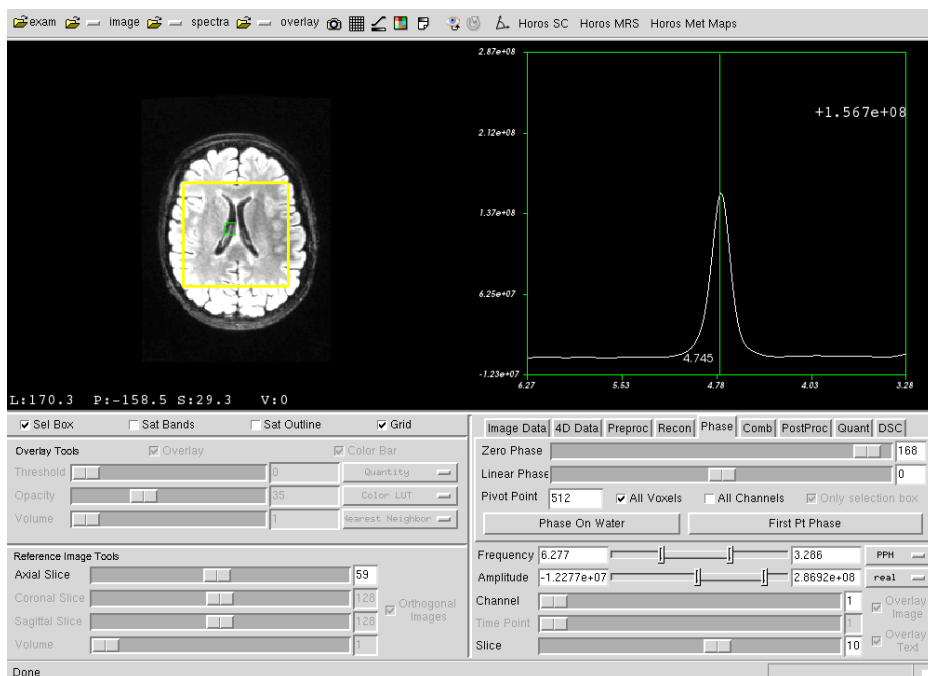 exam image spectra overlay Horos SC Horos MRS Horos Met Maps
2.87e+08
2.12e+08
+1.567e+08
1.37e+08
6.25e+07
4.745
-1.23e+07
6.27 5.53 4.78 4.03 3.28
L:170.3 P:-158.5 S:29.3 V:0
Sel Box Sat Bands Sat Outline Grid
Overlay Tools Overlay Color Bar
Threshold 0 Quantity
Opacity 35 Color LUT
Volume 1 Nearest Neighbor
Reference Image Tools
Axial Slice 59
Coronal Slice 128
Sagittal Slice 128
Orthogonal
Images
Volume 1
Image Data 4D Data Preproc Recon Phase Comb PostProc Quant DSC
Zero Phase 168
Linear Phase 0
Pivot Point 512 All Voxels All Channels Only selection box
Phase On Water First Pt Phase
Frequency 6.277 3.286 PPM
Amplitude -1.2277e+07 2.8692e+08 real
Channel 1 Overlay
Image
Time Point 1
Slice 10 Overlay
Text
Done